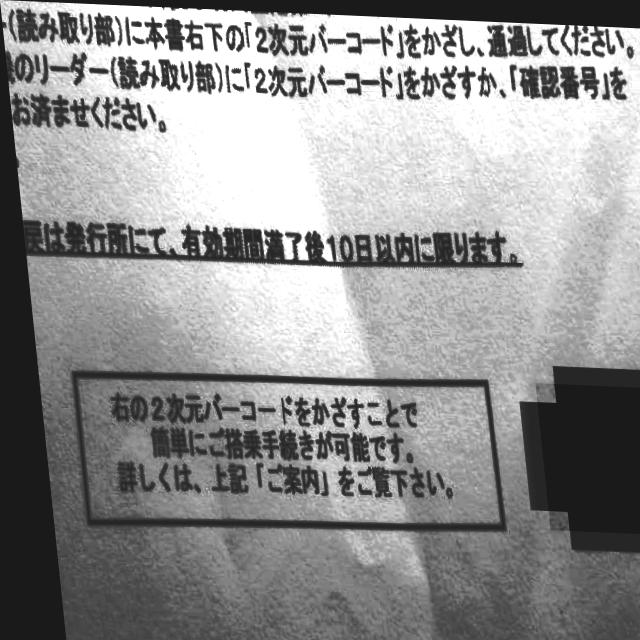 (読み取り部)に本書右下の「2次元バーコード」をかざし、通過してください。
のリーダー(読み取り部)に「2次元バーコード」をかざすか、「確認番号」を
お済ませください。
戻は発行所にて、有効期間満了後10日以内に限ります。
右の2次元バーコードをかざすことで
簡単にご搭乗手続きが可能です。
詳しくは、上記「ご案内」をご覧下さい。